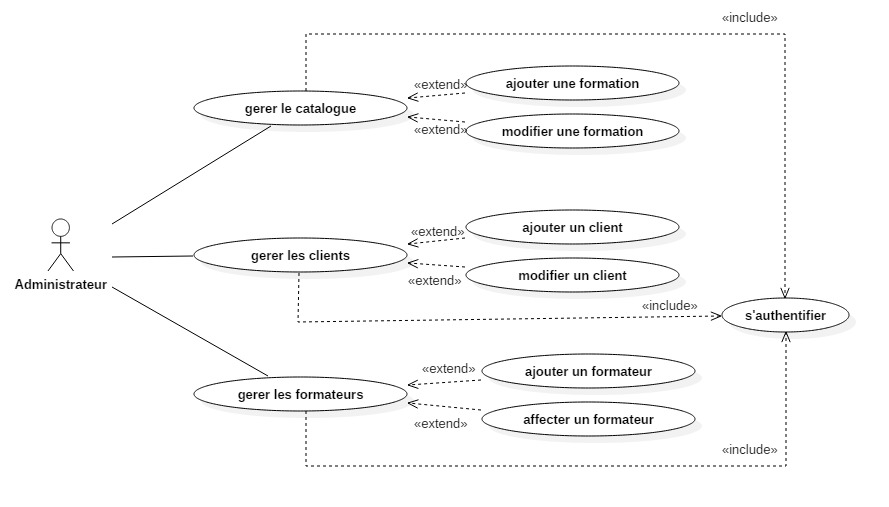 «include»
«extend»
ajouter une formation
gerer le catalogue
«extend»
modifier une formation
«extend»
ajouter un client
gerer les clients
modifier un client
«extend»
Administrateur
«include»
s'authentifier
«extend»
ajouter un formateur
gerer les formateurs
«extend»
affecter un formateur
«include»